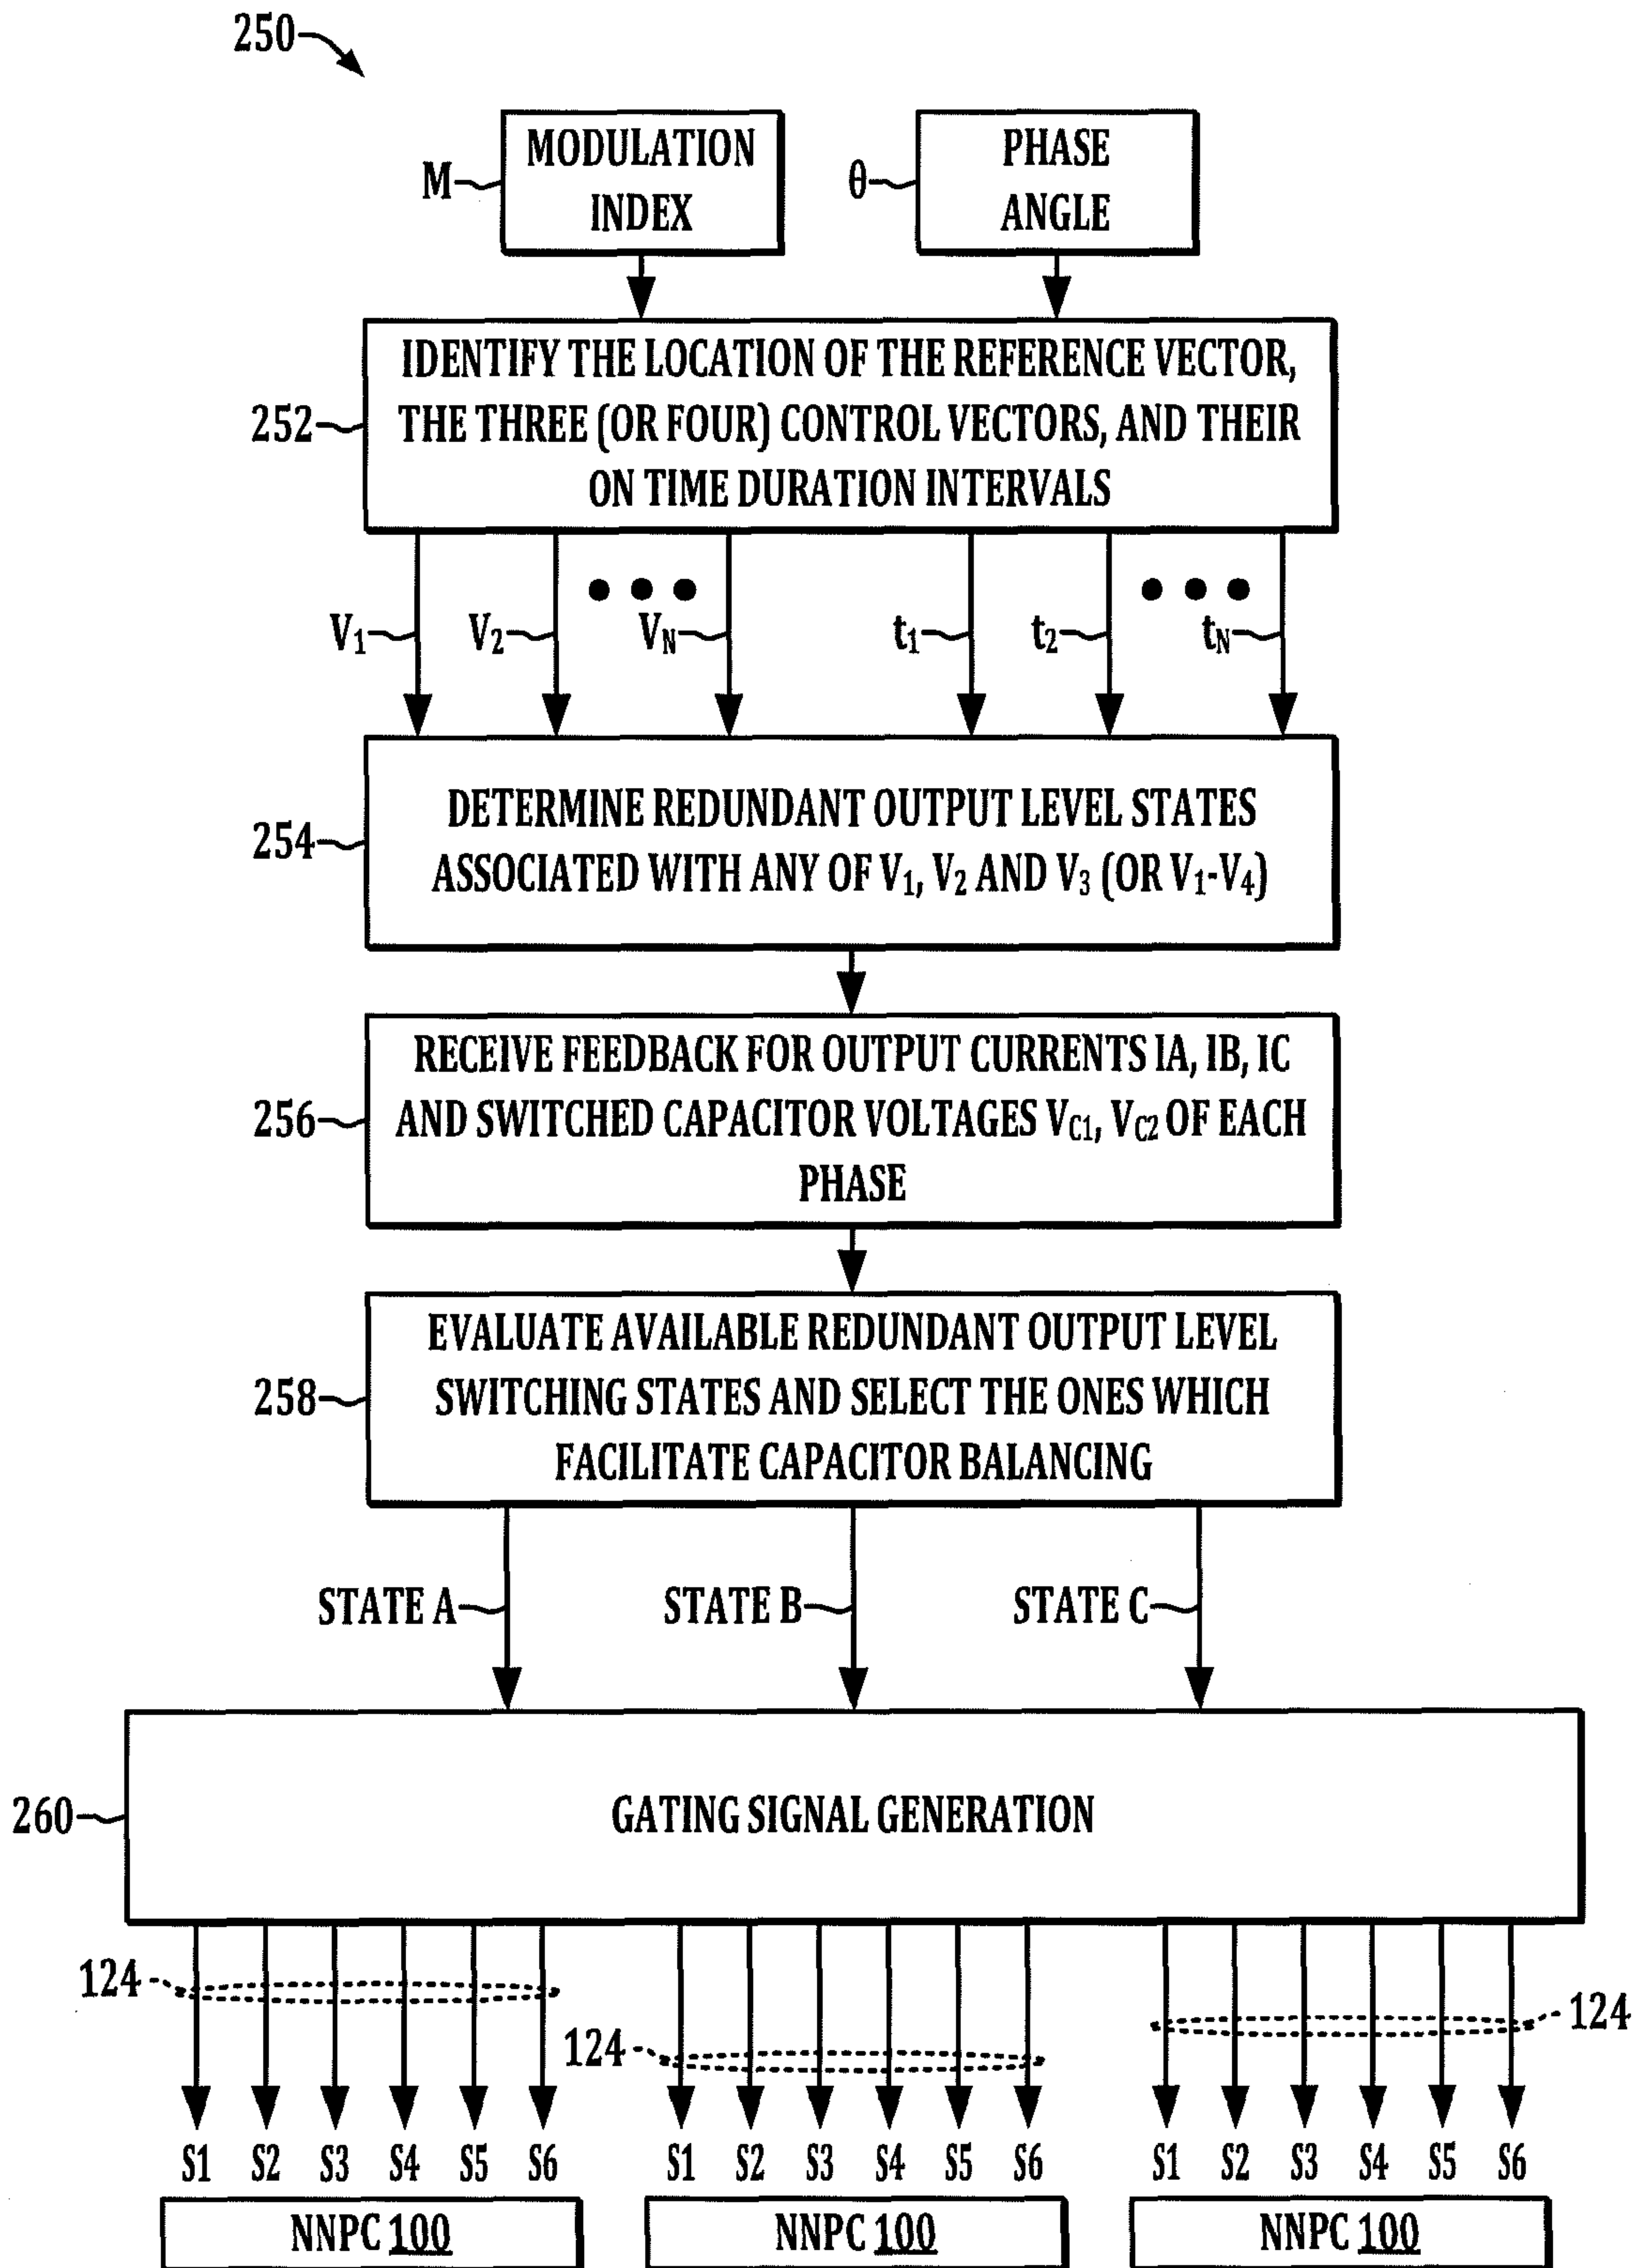 250
MODULATION
INDEX
M
PHASE
ANGLE
θ
IDENTIFY THE LOCATION OF THE REFERENCE VECTOR,
THE THREE (OR FOUR) CONTROL VECTORS, AND THEIR
ON TIME DURATION INTERVALS
252
V1 V2 VN t1 t2 tN
DETERMINE REDUNDANT OUTPUT LEVEL STATES
ASSOCIATED WITH ANY OF V1, V2 AND V3 (OR V1-V4)
254
RECEIVE FEEDBACK FOR OUTPUT CURRENTS IA, IB, IC
AND SWITCHED CAPACITOR VOLTAGES VC1, VC2 OF EACH
PHASE
256
EVALUATE AVAILABLE REDUNDANT OUTPUT LEVEL
SWITCHING STATES AND SELECT THE ONES WHICH
FACILITATE CAPACITOR BALANCING
258
STATE A STATE B STATE C
GATING SIGNAL GENERATION
260
124 124 124
S1 S2 S3 S4 S5 S6 S1 S2 S3 S4 S5 S6 S1 S2 S3 S4 S5 S6
NNPC 100 NNPC 100 NNPC 100